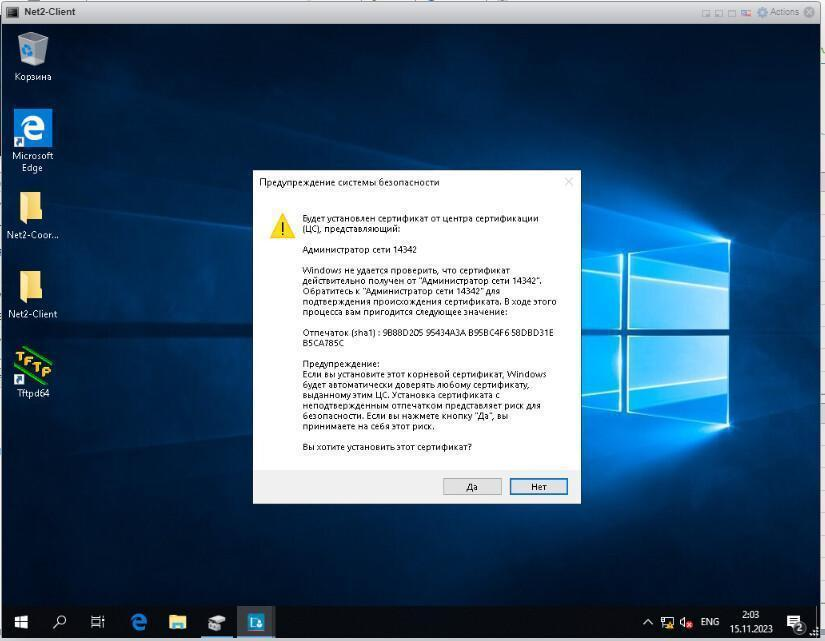 Net2-Client
Actions
Корзина
Microsoft
Edge
Net2-Coor...
Net2-Client
TFTP
Tftpd64
Предупреждение системы безопасности
Будет установлен сертификат от центра сертификации
(ЦС), представляющий:
Администратор сети 14342
Windows не удается проверить, что сертификат
действительно получен от "Администратор сети 14342".
Обратитесь к "Администратор сети 14342" для
подтверждения происхождения сертификата. В ходе этого
процесса вам пригодится следующее значение:
Отпечаток (sha1) : 9B88D205 95434A3A B95BC4F6 58DBD31E
B5CA785C
Предупреждение:
Если вы установите этот корневой сертификат, Windows
будет автоматически доверять любому сертификату,
выданному этим ЦС. Установка сертификата с
неподтвержденным отпечатком представляет риск для
безопасности. Если вы нажмете кнопку "Да", вы
принимаете на себя этот риск.
Вы хотите установить этот сертификат?
Да
Нет
ENG
2:03
15.11.2023
2